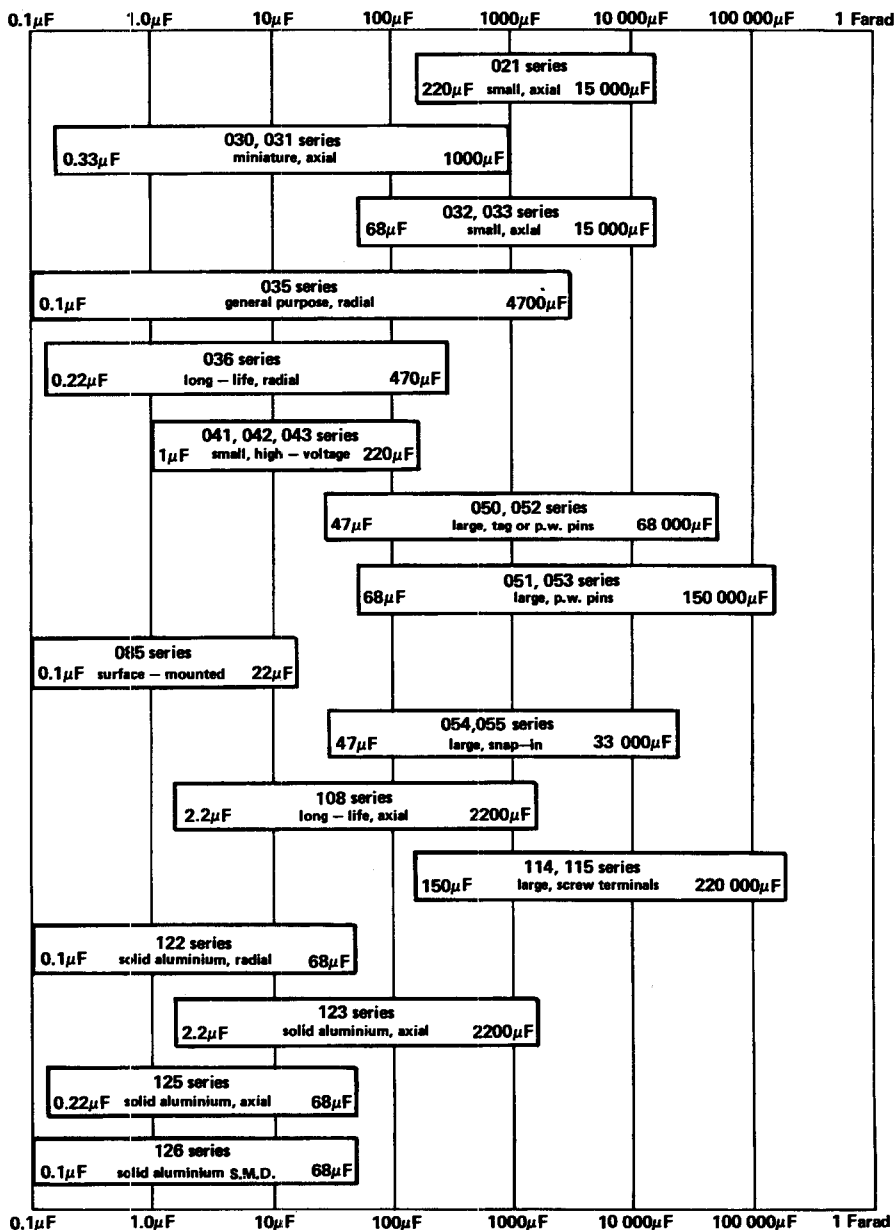 0.1μF 1.0μF 10μF 100μF 1000μF 10 000μF 100 000μF 1 Farad
021 series
220μF small, axial 15 000μF
030, 031 series
0.33μF miniature, axial 1000μF
032, 033 series
68μF small, axial 15 000μF
035 series
0.1μF general purpose, radial 4700μF
036 series
0.22μF long – life, radial 470μF
041, 042, 043 series
1μF small, high – voltage 220μF
050, 052 series
47μF large, tag or p.w. pins 68 000μF
051, 053 series
68μF large, p.w. pins 150 000μF
085 series
0.1μF surface – mounted 22μF
054,055 series
47μF large, snap–in 33 000μF
108 series
2.2μF long – life, axial 2200μF
114, 115 series
150μF large, screw terminals 220 000μF
122 series
0.1μF solid aluminium, radial 68μF
123 series
2.2μF solid aluminium, axial 2200μF
125 series
0.22μF solid aluminium, axial 68μF
126 series
0.1μF solid aluminium S.M.D. 68μF
0.1μF 1.0μF 10μF 100μF 1000μF 10 000μF 100 000μF 1 Farad